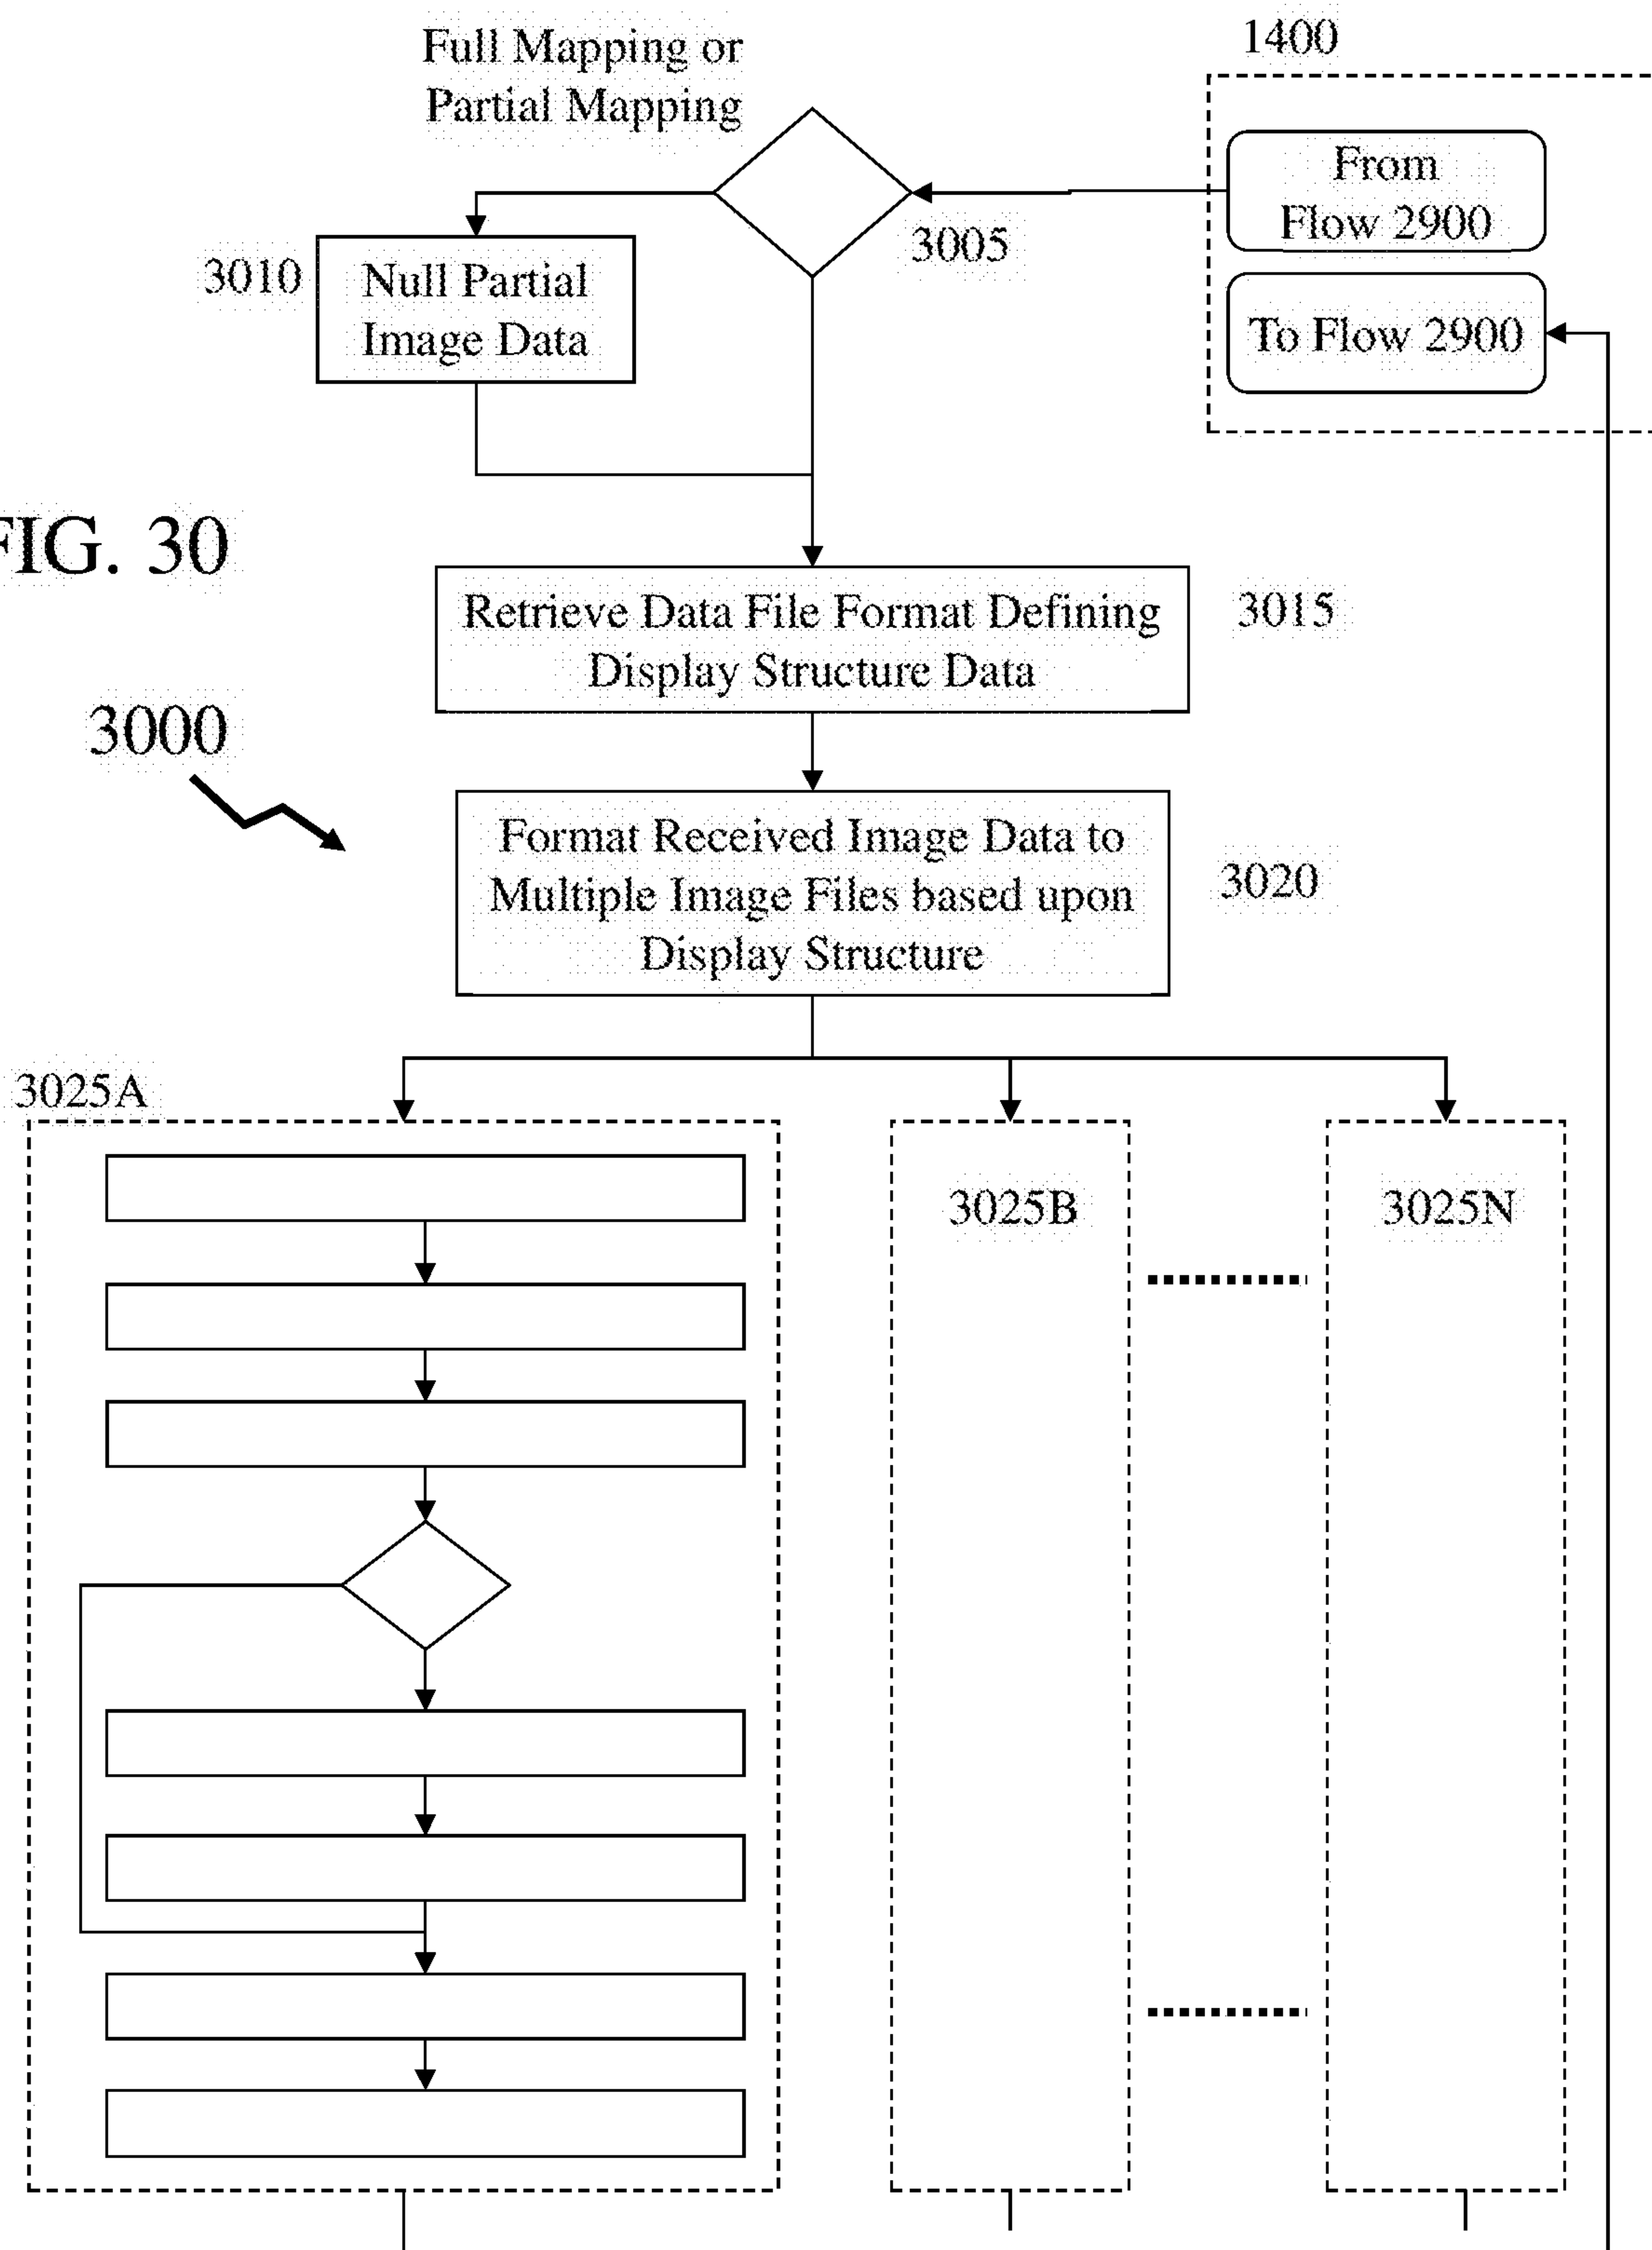 Full Mapping or
Partial Mapping
1400
From
Flow 2900
3005
3010
Null Partial
Image Data
To Flow 2900
FIG. 30
Retrieve Data File Format Defining
Display Structure Data
3015
3000
Format Received Image Data to
Multiple Image Files based upon
Display Structure
3020
3025A
3025B
3025N